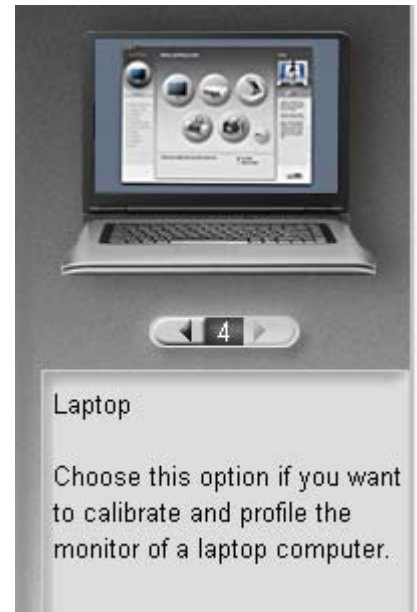 4
Laptop
Choose this option if you want
to calibrate and profile the
monitor of a laptop computer.